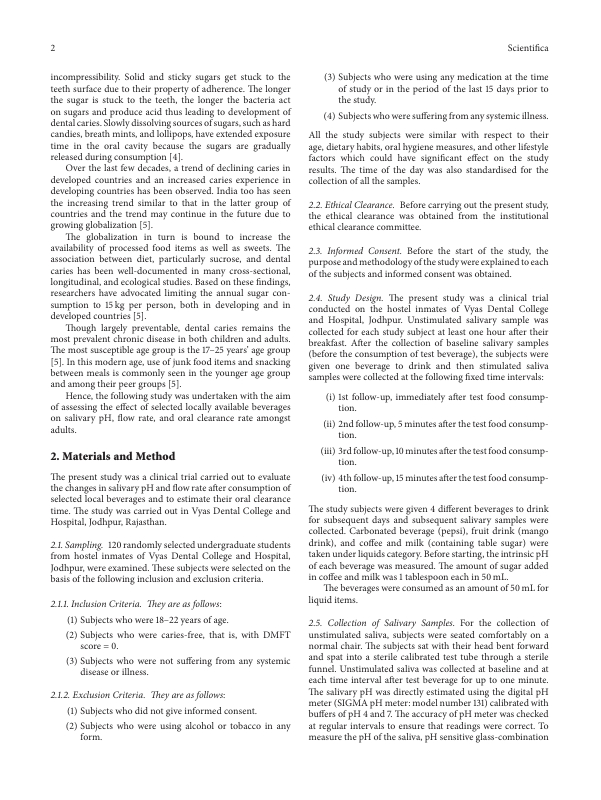 2
Scientifica
incompressibility. Solid and sticky sugars get stuck to the
teeth surface due to their property of adherence. The longer
the sugar is stuck to the teeth, the longer the bacteria act
on sugars and produce acid thus leading to development of
dental caries. Slowly dissolving sources of sugars, such as hard
candies, breath mints, and lollipops, have extended exposure
time in the oral cavity because the sugars are gradually
released during consumption [4].
Over the last few decades, a trend of declining caries in
developed countries and an increased caries experience in
developing countries has been observed. India too has seen
the increasing trend similar to that in the latter group of
countries and the trend may continue in the future due to
growing globalization [5].
The globalization in turn is bound to increase the
availability of processed food items as well as sweets. The
association between diet, particularly sucrose, and dental
caries has been well-documented in many cross-sectional,
longitudinal, and ecological studies. Based on these findings,
researchers have advocated limiting the annual sugar con-
sumption to 15 kg per person, both in developing and in
developed countries [5].
Though largely preventable, dental caries remains the
most prevalent chronic disease in both children and adults.
The most susceptible age group is the 17–25 years' age group
[5]. In this modern age, use of junk food items and snacking
between meals is commonly seen in the younger age group
and among their peer groups [5].
Hence, the following study was undertaken with the aim
of assessing the effect of selected locally available beverages
on salivary pH, flow rate, and oral clearance rate amongst
adults.
2. Materials and Method
The present study was a clinical trial carried out to evaluate
the changes in salivary pH and flow rate after consumption of
selected local beverages and to estimate their oral clearance
time. The study was carried out in Vyas Dental College and
Hospital, Jodhpur, Rajasthan.
2.1. Sampling. 120 randomly selected undergraduate students
from hostel inmates of Vyas Dental College and Hospital,
Jodhpur, were examined. These subjects were selected on the
basis of the following inclusion and exclusion criteria.
2.1.1. Inclusion Criteria. They are as follows:
(1) Subjects who were 18–22 years of age.
(2) Subjects who were caries-free, that is, with DMFT
score = 0.
(3) Subjects who were not suffering from any systemic
disease or illness.
2.1.2. Exclusion Criteria. They are as follows:
(1) Subjects who did not give informed consent.
(2) Subjects who were using alcohol or tobacco in any
form.
(3) Subjects who were using any medication at the time
of study or in the period of the last 15 days prior to
the study.
(4) Subjects who were suffering from any systemic illness.
All the study subjects were similar with respect to their
age, dietary habits, oral hygiene measures, and other lifestyle
factors which could have significant effect on the study
results. The time of the day was also standardised for the
collection of all the samples.
2.2. Ethical Clearance. Before carrying out the present study,
the ethical clearance was obtained from the institutional
ethical clearance committee.
2.3. Informed Consent. Before the start of the study, the
purpose and methodology of the study were explained to each
of the subjects and informed consent was obtained.
2.4. Study Design. The present study was a clinical trial
conducted on the hostel inmates of Vyas Dental College
and Hospital, Jodhpur. Unstimulated salivary sample was
collected for each study subject at least one hour after their
breakfast. After the collection of baseline salivary samples
(before the consumption of test beverage), the subjects were
given one beverage to drink and then stimulated saliva
samples were collected at the following fixed time intervals:
(i) 1st follow-up, immediately after test food consump-
tion.
(ii) 2nd follow-up, 5 minutes after test food consump-
tion.
(iii) 3rd follow-up, 10 minutes after test food consump-
tion.
(iv) 4th follow-up, 15 minutes after test food consump-
tion.
The study subjects were given 4 different beverages to drink
for subsequent days and subsequent salivary samples were
collected. Carbonated beverage (pepsi), fruit drink (mango
drink), and coffee and milk (containing table sugar) were
taken under liquids category. Before starting, the intrinsic pH
of each beverage was measured. The amount of sugar added
in coffee and milk was 1 tablespoon each in 50 mL.
The beverages were consumed as an amount of 50 mL for
liquid items.
2.5. Collection of Salivary Samples. For the collection of
unstimulated saliva, subjects were seated comfortably on a
normal chair. The subjects sat with their head bent forward
and spat into a sterile calibrated test tube through a sterile
funnel. Unstimulated saliva was collected at baseline and at
each time interval after test beverage for up to one minute.
The salivary pH was directly estimated using the digital pH
meter (SIGMA pH meter: model number 131) calibrated with
buffers of pH 4 and 7. The accuracy of pH meter was checked
at regular intervals to ensure that readings were correct. To
measure the pH of the saliva, pH sensitive glass-combination